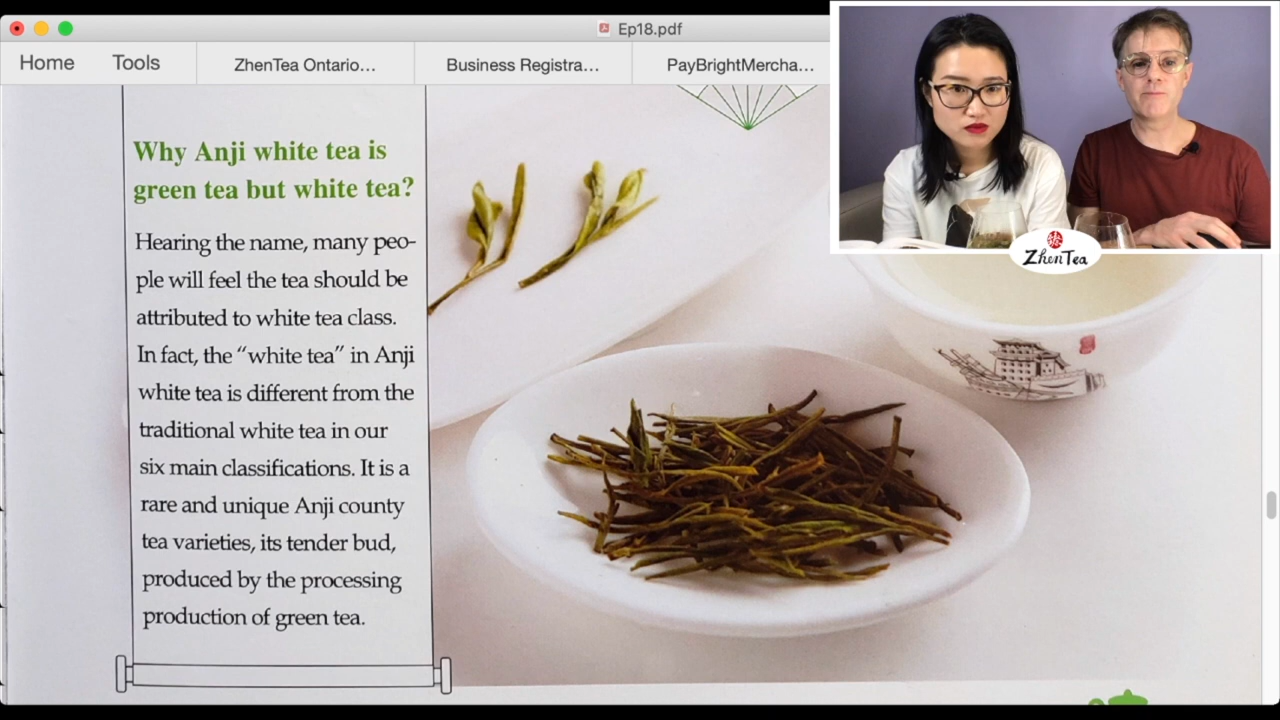 Ep18.pdf
Home
Tools
ZhenTea Ontario...
Business Registra...
PayBrightMercha...
Why Anji white tea is
green tea but white tea?
Hearing the name, many peo-
ple will feel the tea should be
attributed to white tea class.
In fact, the “white tea” in Anji
white tea is different from the
traditional white tea in our
six main classifications. It is a
rare and unique Anji county
tea varieties, its tender bud,
produced by the processing
production of green tea.
ZhenTea